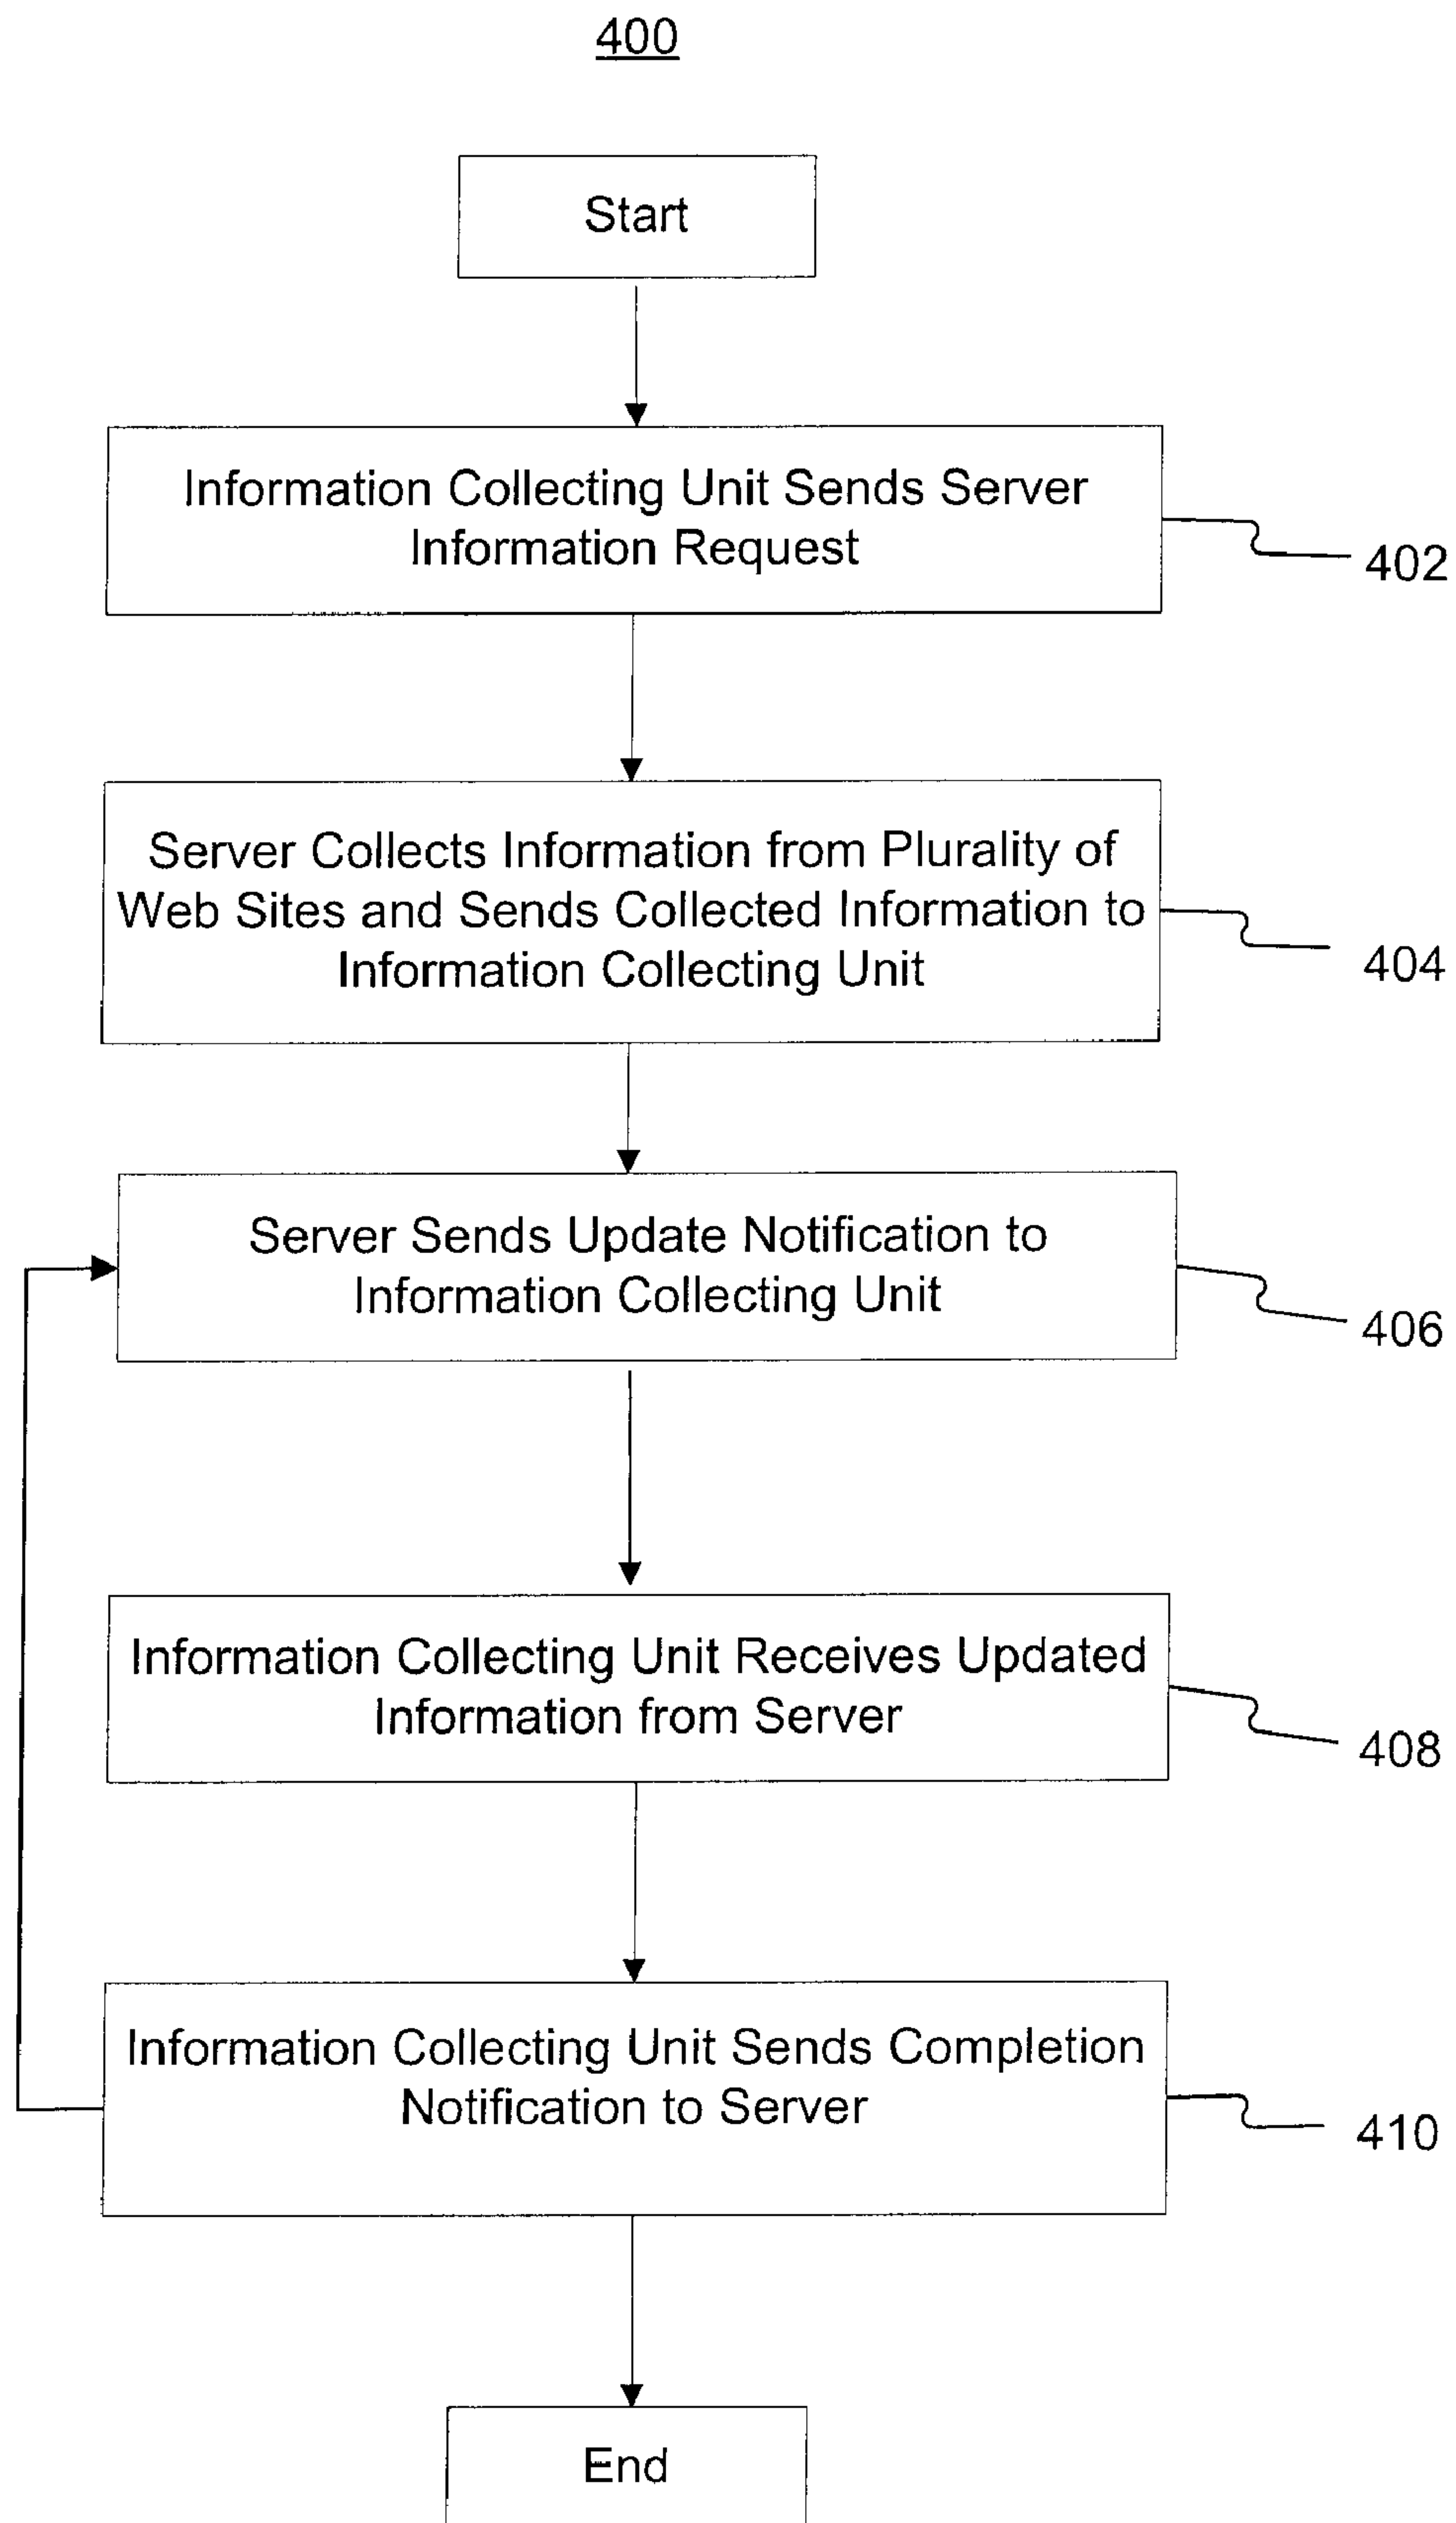 400
Start
Information Collecting Unit Sends Server
Information Request
402
Server Collects Information from Plurality of
Web Sites and Sends Collected Information to
Information Collecting Unit
404
Server Sends Update Notification to
Information Collecting Unit
406
Information Collecting Unit Receives Updated
Information from Server
408
Information Collecting Unit Sends Completion
Notification to Server
410
End